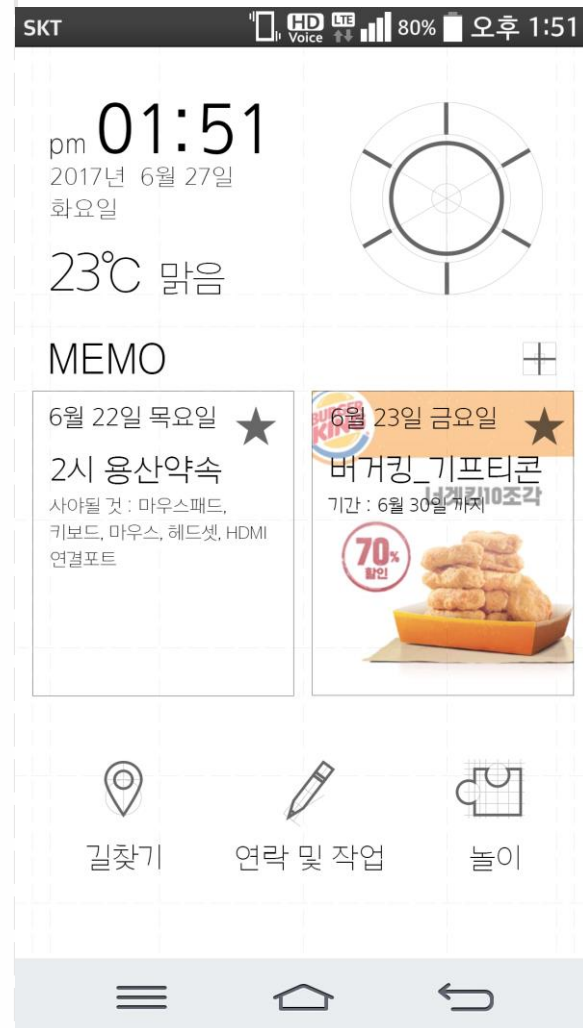 SKT HD Voice LTE 80% 오후 1:51
pm 01:51
2017년 6월 27일
화요일
23℃ 맑음
MEMO
6월 22일 목요일
2시 용산약속
사야될 것 : 마우스패드,
키보드, 마우스, 헤드셋, HDMI
연결포트
BURGER KING
6월 23일 금요일
버거킹_기프티콘
너겟킹10조각
기간 : 6월 30일 까지
70%
할인
길찾기
연락 및 작업
놀이